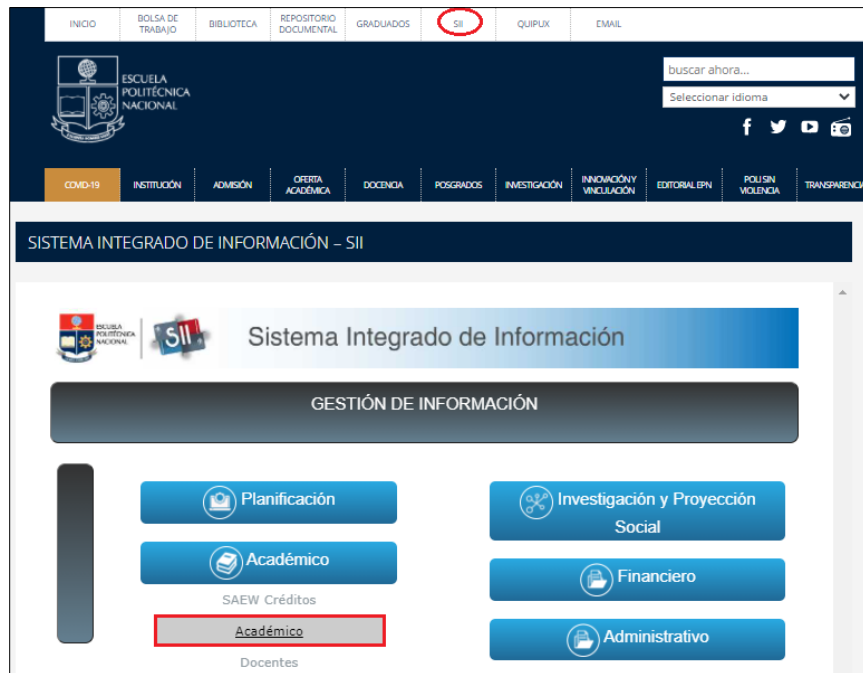 INICIO
BOLSA DE
TRABAJO
BIBLIOTECA
REPOSITORIO
DOCUMENTAL
GRADUADOS
SII
QUIPUX
EMAIL
ESCUELA
POLITÉCNICA
NACIONAL
buscar ahora...
Seleccionar idioma
COVID-19
INSTITUCIÓN
ADMISIÓN
OFERTA
ACADÉMICA
DOCENCIA
POSGRADOS
INVESTIGACIÓN
INNOVACIÓN Y
VINCULACIÓN
EDITORIAL EPN
POLI SIN
VIOLENCIA
TRANSPARENCIA
SISTEMA INTEGRADO DE INFORMACIÓN – SII
ESCUELA
POLITÉCNICA
NACIONAL
SII
Sistema Integrado de Información
GESTIÓN DE INFORMACIÓN
Planificación
Investigación y Proyección
Social
Académico
Financiero
SAEW Créditos
Académico
Administrativo
Docentes